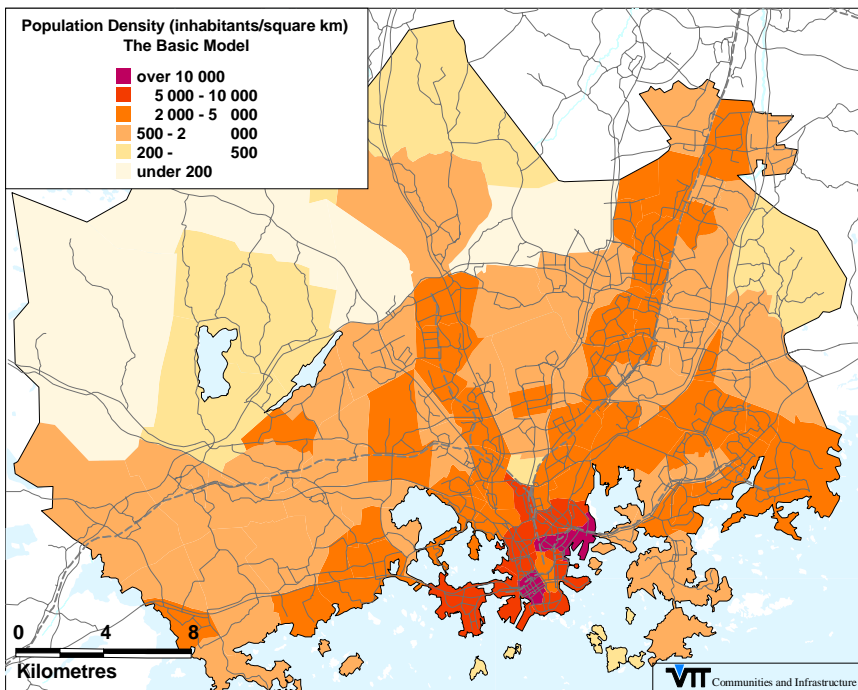 Population Density (inhabitants/square km)
The Basic Model
over 10 000
5 000 - 10 000
2 000 - 5 000
500 - 2 000
200 - 500
under 200
0 4 8
Kilometres
VTT Communities and Infrastructure